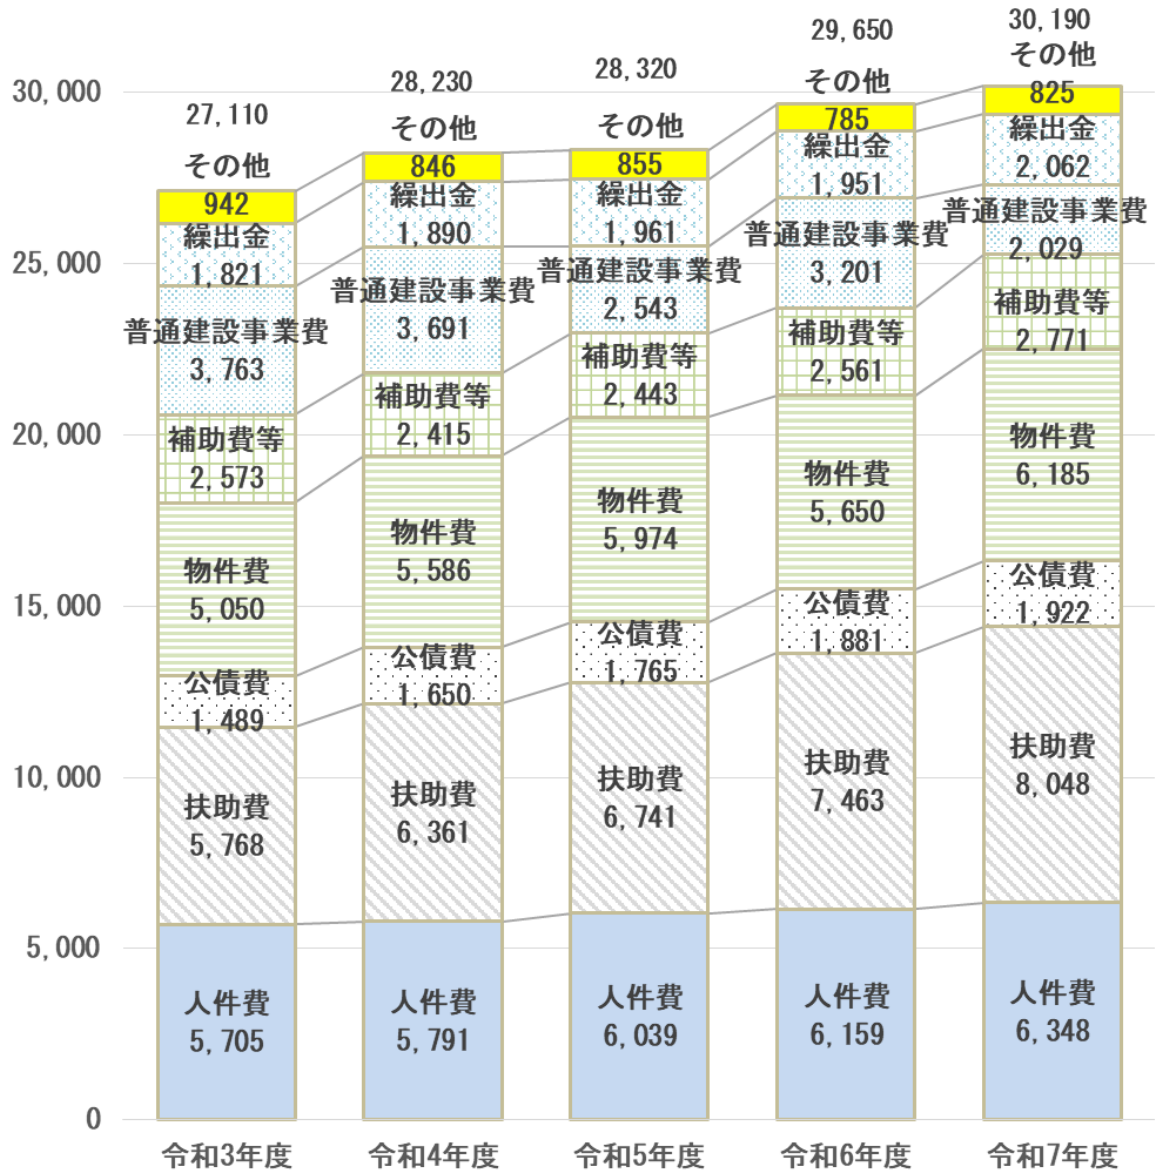 30,000
25,000
20,000
15,000
10,000
5,000
0
27,110
その他
942
繰出金
1,821
普通建設事業費
3,763
補助費等
2,573
物件費
5,050
公債費
1,489
扶助費
5,768
人件費
5,705
令和3年度
28,230
その他
846
繰出金
1,890
普通建設事業費
3,691
補助費等
2,415
物件費
5,586
公債費
1,650
扶助費
6,361
人件費
5,791
令和4年度
28,320
その他
855
繰出金
1,961
普通建設事業費
2,543
補助費等
2,443
物件費
5,974
公債費
1,765
扶助費
6,741
人件費
6,039
令和5年度
29,650
その他
785
繰出金
1,951
普通建設事業費
3,201
補助費等
2,561
物件費
5,650
公債費
1,881
扶助費
7,463
人件費
6,159
令和6年度
30,190
その他
825
繰出金
2,062
普通建設事業費
2,029
補助費等
2,771
物件費
6,185
公債費
1,922
扶助費
8,048
人件費
6,348
令和7年度